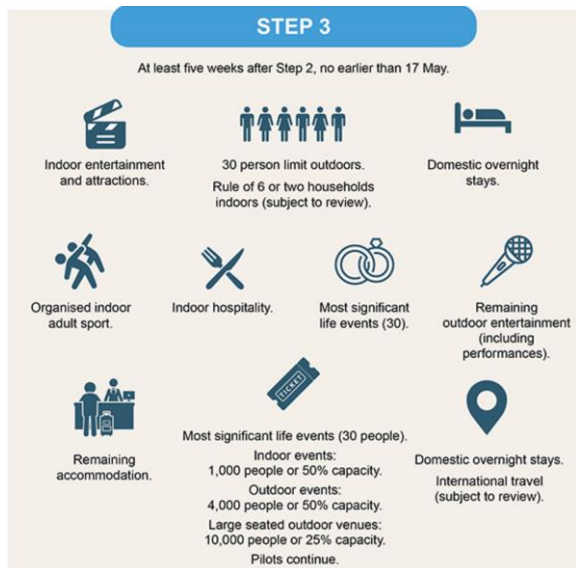 STEP 3
At least five weeks after Step 2, no earlier than 17 May.
Indoor entertainment
and attractions.
30 person limit outdoors.
Rule of 6 or two households
indoors (subject to review).
Domestic overnight
stays.
Organised indoor
adult sport.
Indoor hospitality.
Most significant
life events (30).
Remaining
outdoor entertainment
(including
performances).
Remaining
accommodation.
TICKET
Most significant life events (30 people).
Indoor events:
1,000 people or 50% capacity.
Outdoor events:
4,000 people or 50% capacity.
Large seated outdoor venues:
10,000 people or 25% capacity.
Pilots continue.
Domestic overnight stays.
International travel
(subject to review).